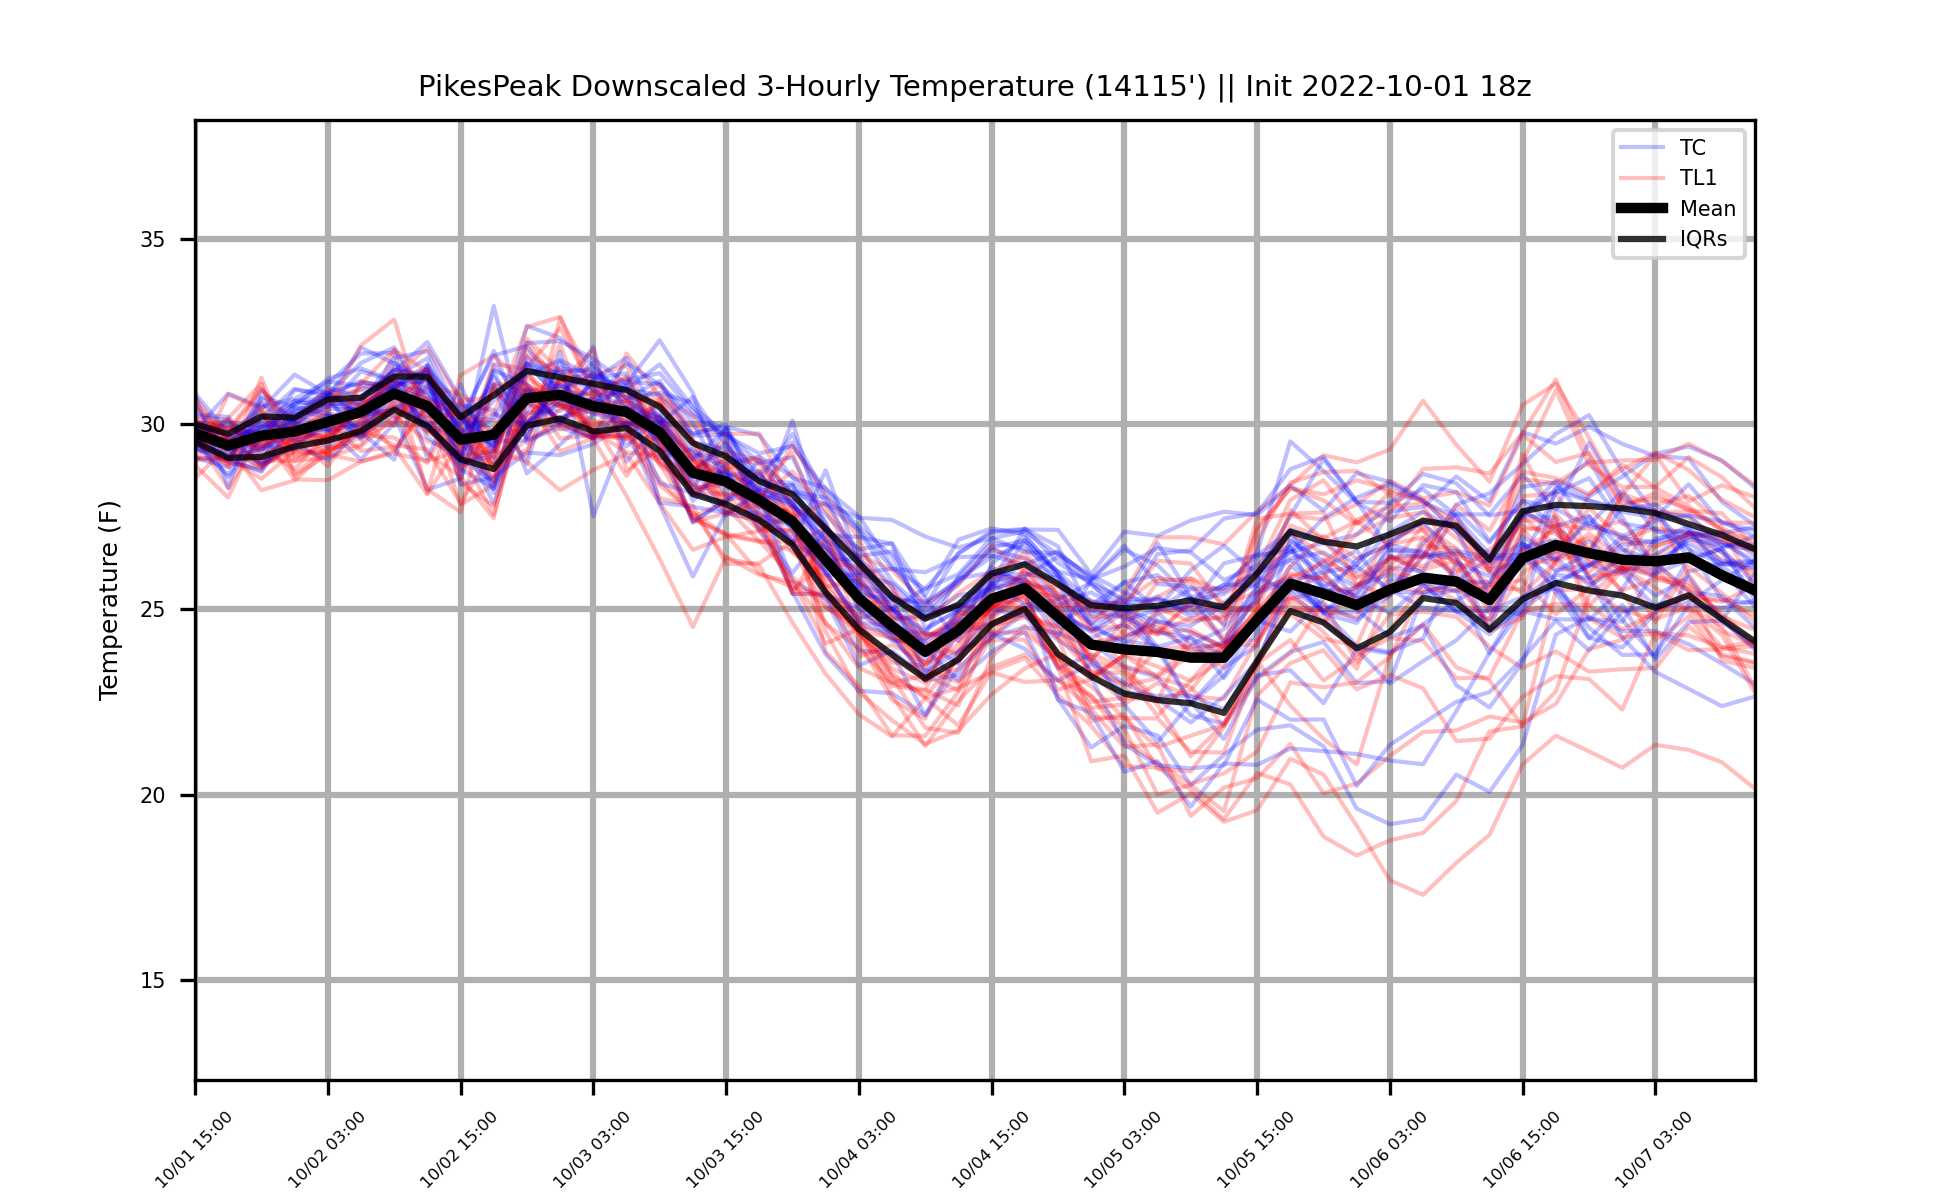 PikesPeak Downscaled 3-Hourly Temperature (14115') || Init 2022-10-01 18z
TC
TL1
Mean
IQRs
Temperature (F)
35
30
25
20
15
10/01 15:00
10/02 03:00
10/02 15:00
10/03 03:00
10/03 15:00
10/04 03:00
10/04 15:00
10/05 03:00
10/05 15:00
10/06 03:00
10/06 15:00
10/07 03:00